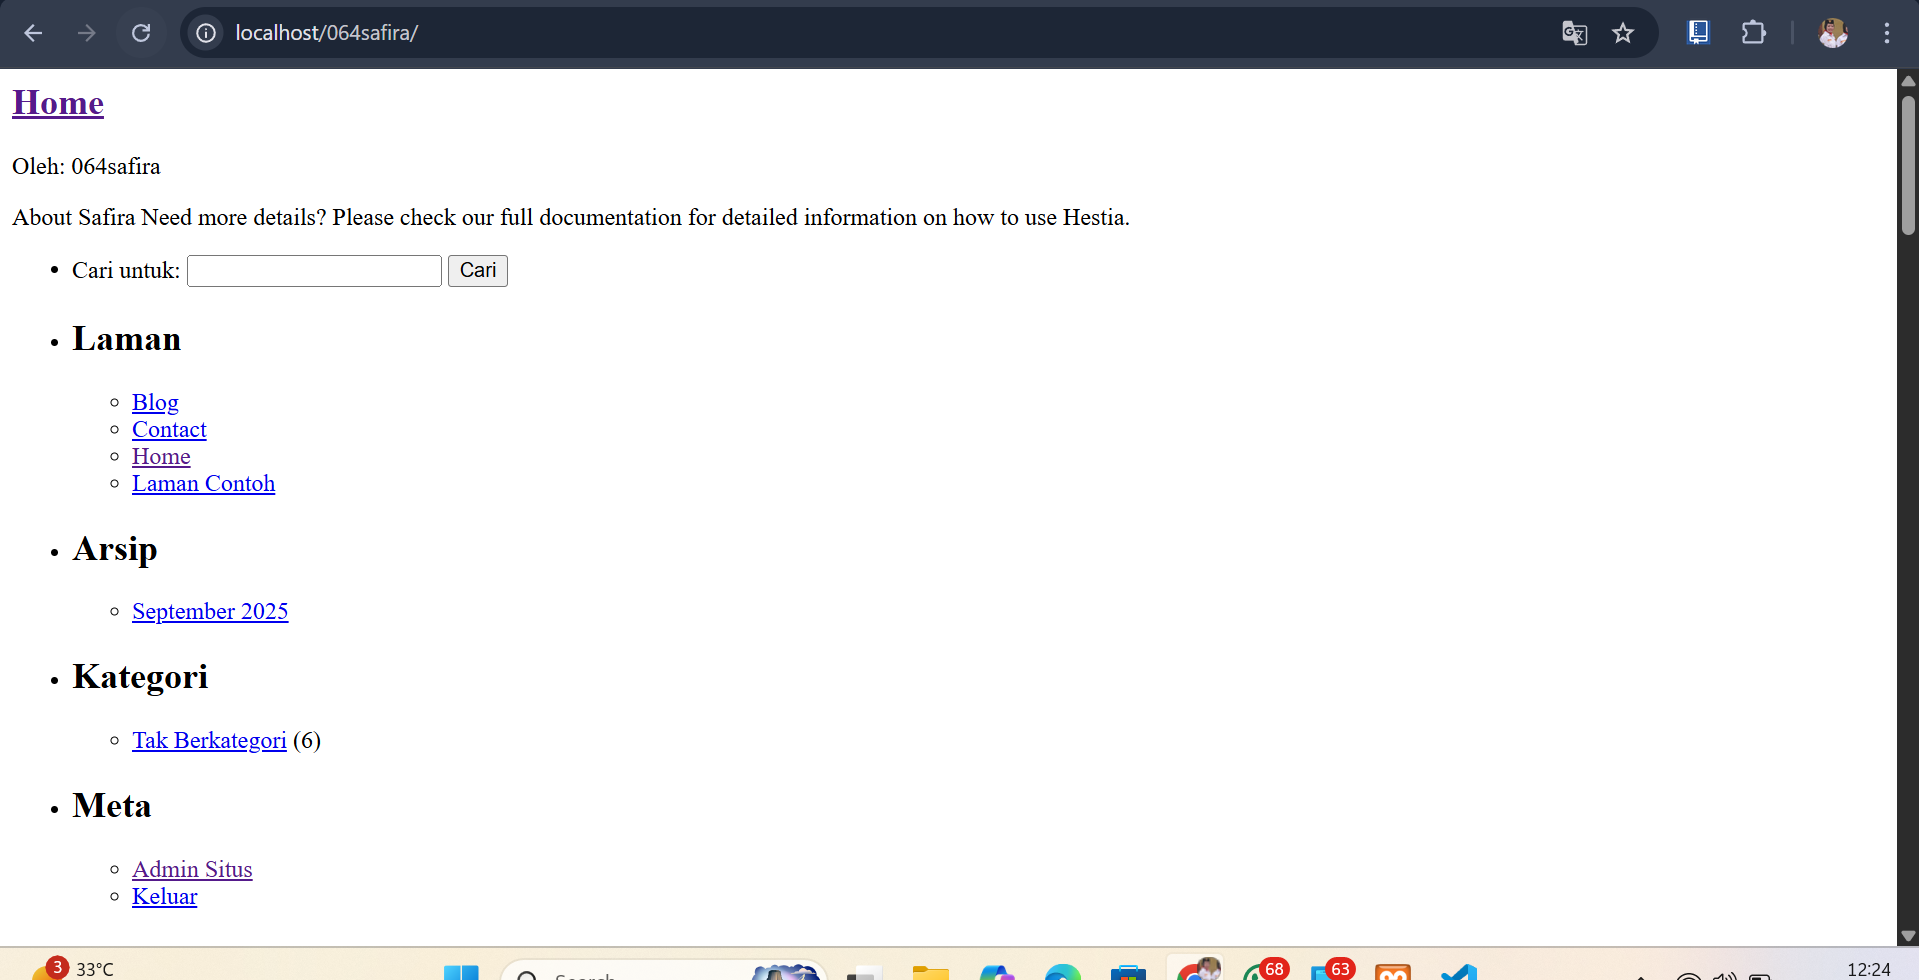 localhost/064safira/
Home
Oleh: 064safira
About Safira Need more details? Please check our full documentation for detailed information on how to use Hestia.
Cari untuk: Cari
Laman
Blog
Contact
Home
Laman Contoh
Arsip
September 2025
Kategori
Tak Berkategori (6)
Meta
Admin Situs
Keluar
3 33°C Search 68 63 12:24